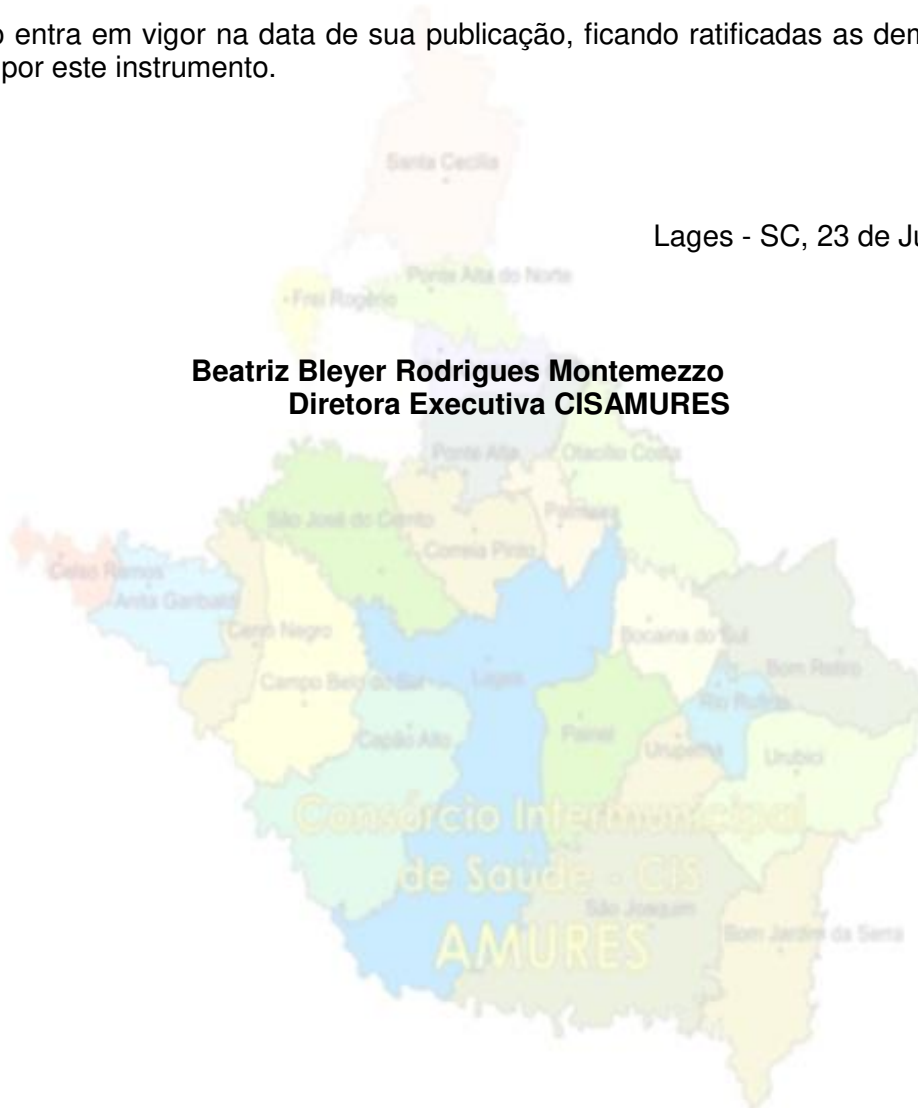 o entra em vigor na data de sua publicação, ficando ratificadas as den
por este instrumento.
Santa Cecília
Lages - SC, 23 de Ju
Ponte Alta do Norte
Frei Rogério
Beatriz Bleyer Rodrigues Montemezzo
Diretora Executiva CISAMURES
Ponte Alta
Otacílio Costa
São José do Cerrito
Palmeira
Correia Pinto
Celso Ramos
Anita Garibaldi
Cerro Negro
Bocaina do Sul
Bom Retiro
Campo Belo do Sul
Lages
Rio Rufino
Capão Alto
Painel
Urupema
Urubici
Consórcio Intermunicipal
de Saúde - CIS
São Joaquim
AMURES
Bom Jardim da Serra